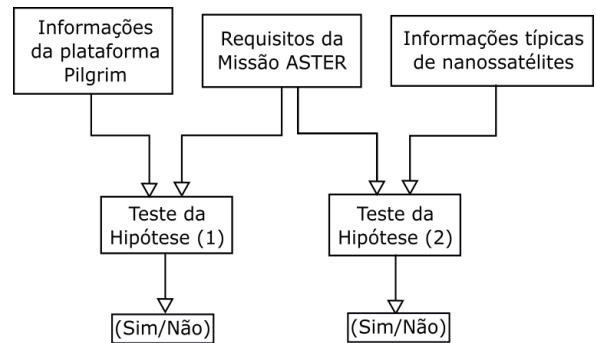 Informações
da plataforma
Pilgrim
Requisitos da
Missão ASTER
Informações típicas
de nanossatélites
Teste da
Hipótese (1)
Teste da
Hipótese (2)
(Sim/Não)
(Sim/Não)